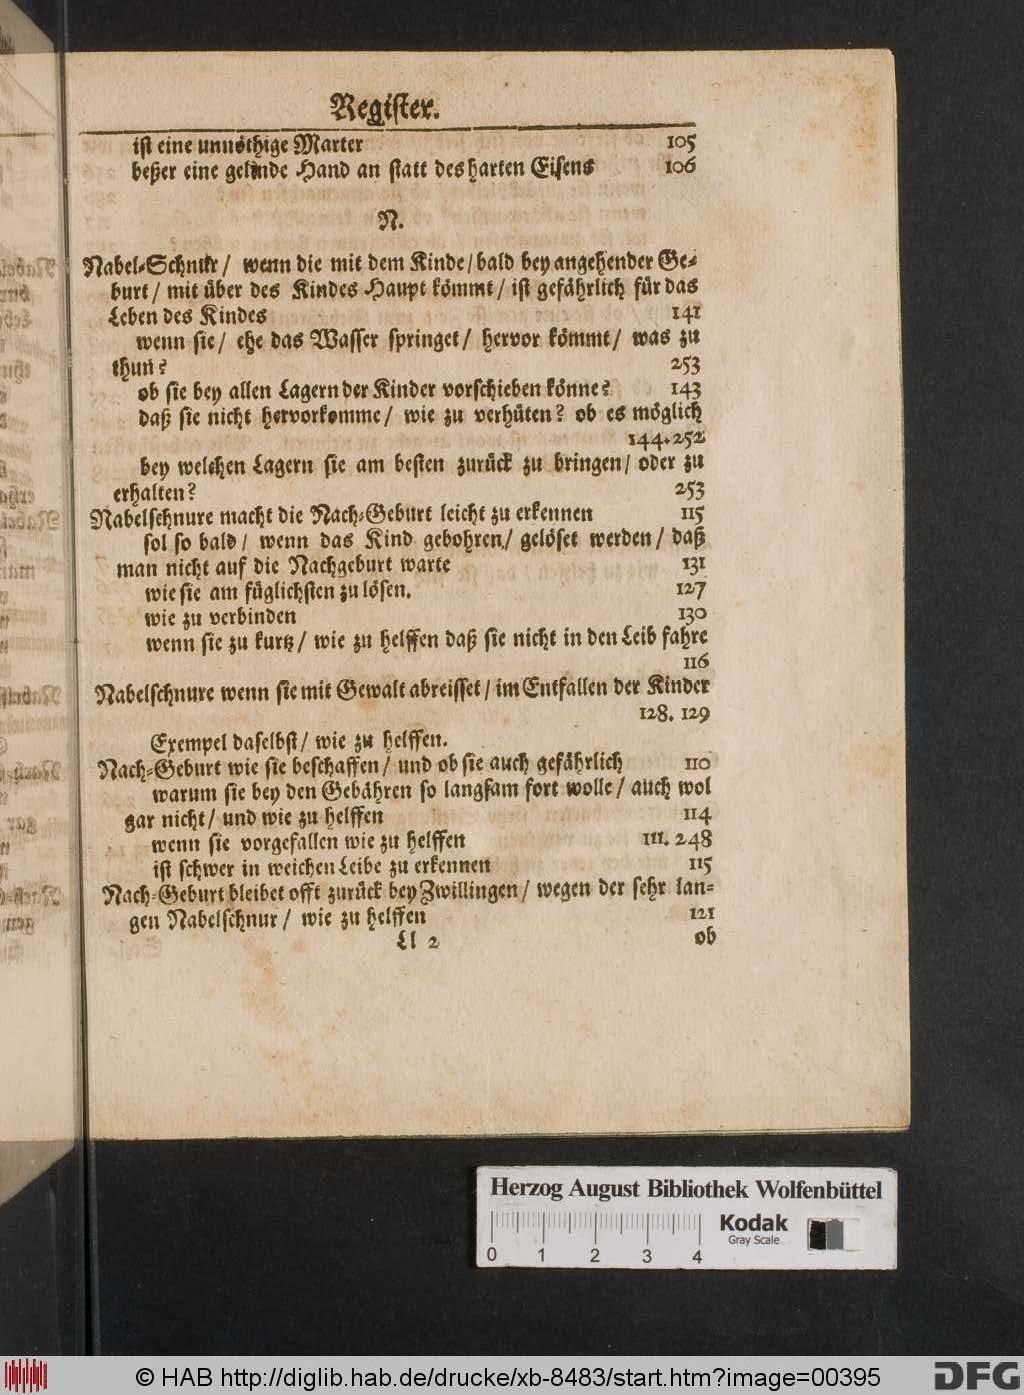 Register.
ist eine unnöthige Marter 105
beßer eine gelinde Hand an statt des harten Eisens 106
N.
Nabel-Schnur / wenn die mit dem Kinde / bald bey angehender Ge-
burt / mit über des Kindes Haupt kömmt / ist gefährlich für das
Leben des Kindes 141
wenn sie / ehe das Wasser springet / hervor kömmt / was zu
thun? 253
ob sie bey allen Lagern der Kinder vorschieben könne? 143
daß sie nicht hervorkomme / wie zu verhüten? ob es möglich
144. 252
bey welchen Lagern sie am besten zurück zu bringen / oder zu
erhalten? 253
Nabelschnure macht die Nach-Geburt leicht zu erkennen 115
sol so bald / wenn das Kind gebohren / gelöset werden / daß
man nicht auf die Nachgeburt warte 131
wie sie am füglichsten zu lösen. 127
wie zu verbinden 130
wenn sie zu kurtz / wie zu helffen daß sie nicht in den Leib fahre
116
Nabelschnure wenn sie mit Gewalt abreisset / im Entfallen der Kinder
128. 129
Exempel daselbst / wie zu helffen.
Nach-Geburt wie sie beschaffen / und ob sie auch gefährlich 110
warum sie bey den Gebähren so langsam fort wolle / auch wol
gar nicht / und wie zu helffen 114
wenn sie vorgefallen wie zu helffen 111. 248
ist schwer in weichen Leibe zu erkennen 115
Nach-Geburt bleibet offt zurück bey Zwillingen / wegen der sehr lan-
gen Nabelschnur / wie zu helffen 121
Ll 2 ob
Herzog August Bibliothek Wolfenbüttel
Kodak
Gray Scale
0 1 2 3 4
© HAB http://diglib.hab.de/drucke/xb-8483/start.htm?image=00395
DFG